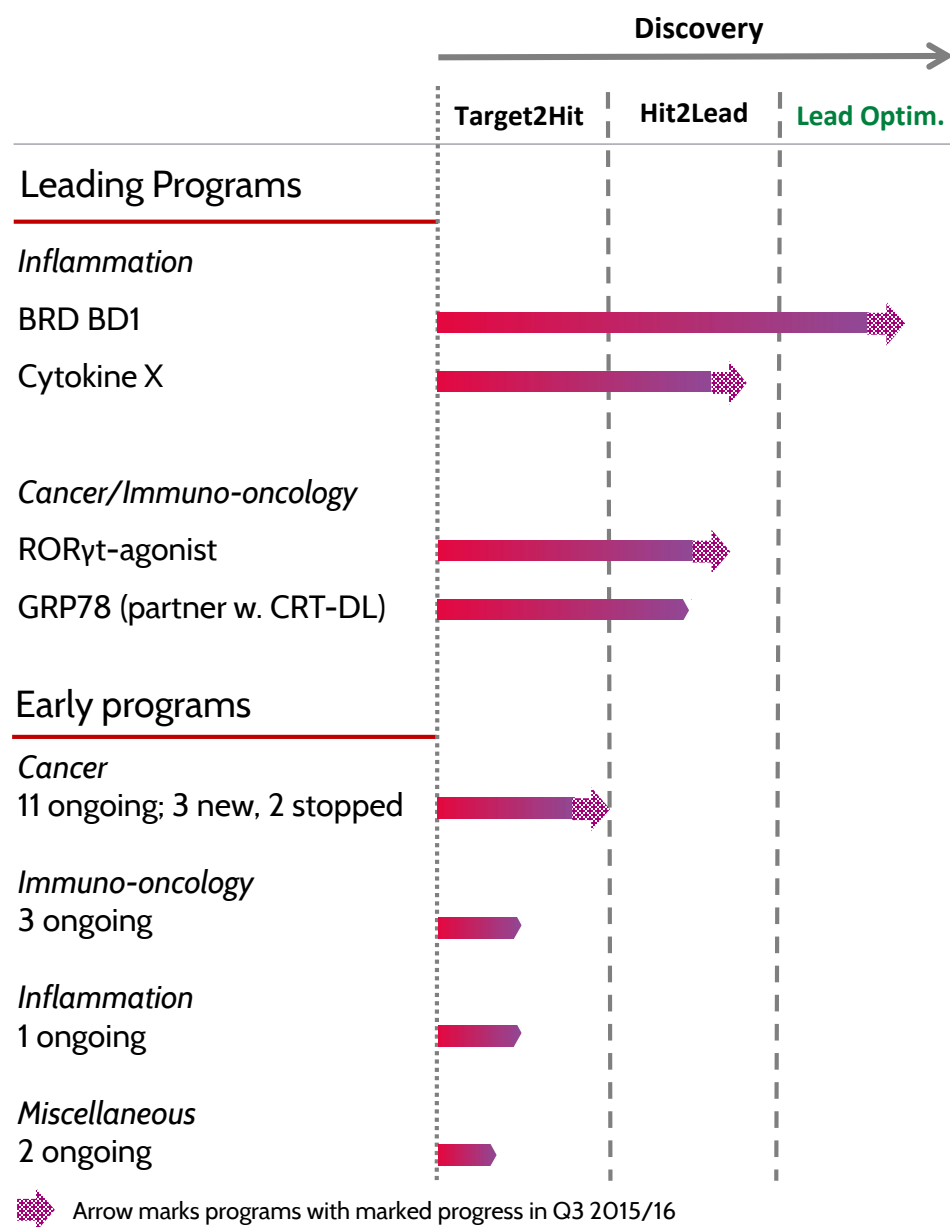 Discovery
Target2Hit Hit2Lead Lead Optim.
Leading Programs
Inflammation
BRD BD1
Cytokine X
Cancer/Immuno-oncology
RORγt-agonist
GRP78 (partner w. CRT-DL)
Early programs
Cancer
11 ongoing; 3 new, 2 stopped
Immuno-oncology
3 ongoing
Inflammation
1 ongoing
Miscellaneous
2 ongoing
Arrow marks programs with marked progress in Q3 2015/16